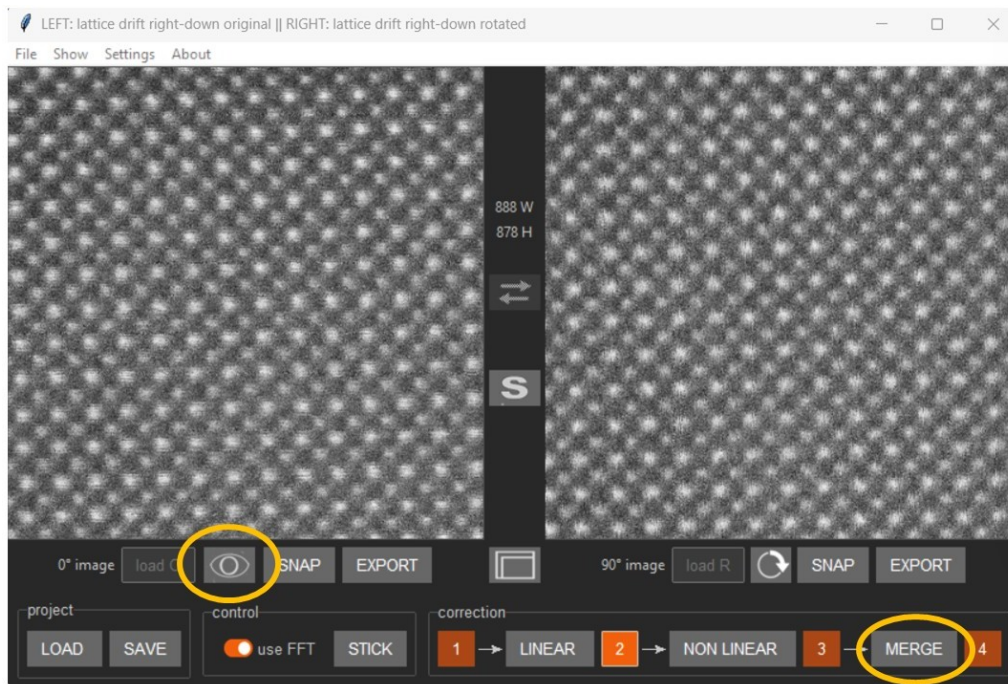 LEFT: lattice drift right-down original || RIGHT: lattice drift right-down rotated
File Show Settings About
888 W
878 H
S
0° image load SNAP EXPORT 90° image load R SNAP EXPORT
project control correction
LOAD SAVE use FFT STICK 1 LINEAR 2 NON LINEAR 3 MERGE 4